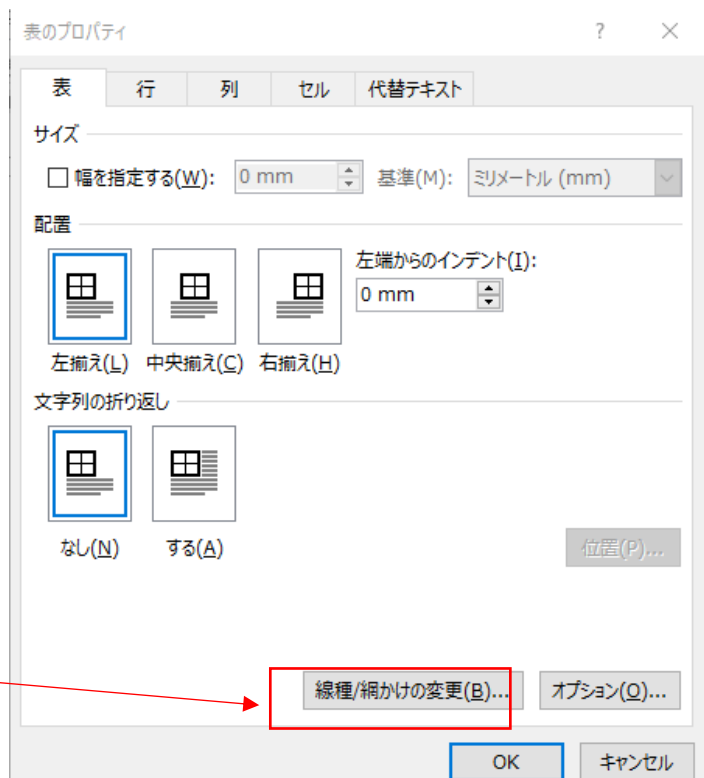 表のプロパティ ? ×
表 行 列 セル 代替テキスト
サイズ
幅を指定する(W): 0 mm 基準(M): ミリメートル (mm)
配置
左端からのインデント(I):
0 mm
左揃え(L) 中央揃え(C) 右揃え(H)
文字列の折り返し
なし(N) する(A) 位置(P)...
線種/網かけの変更(B)... オプション(O)...
OK キャンセル